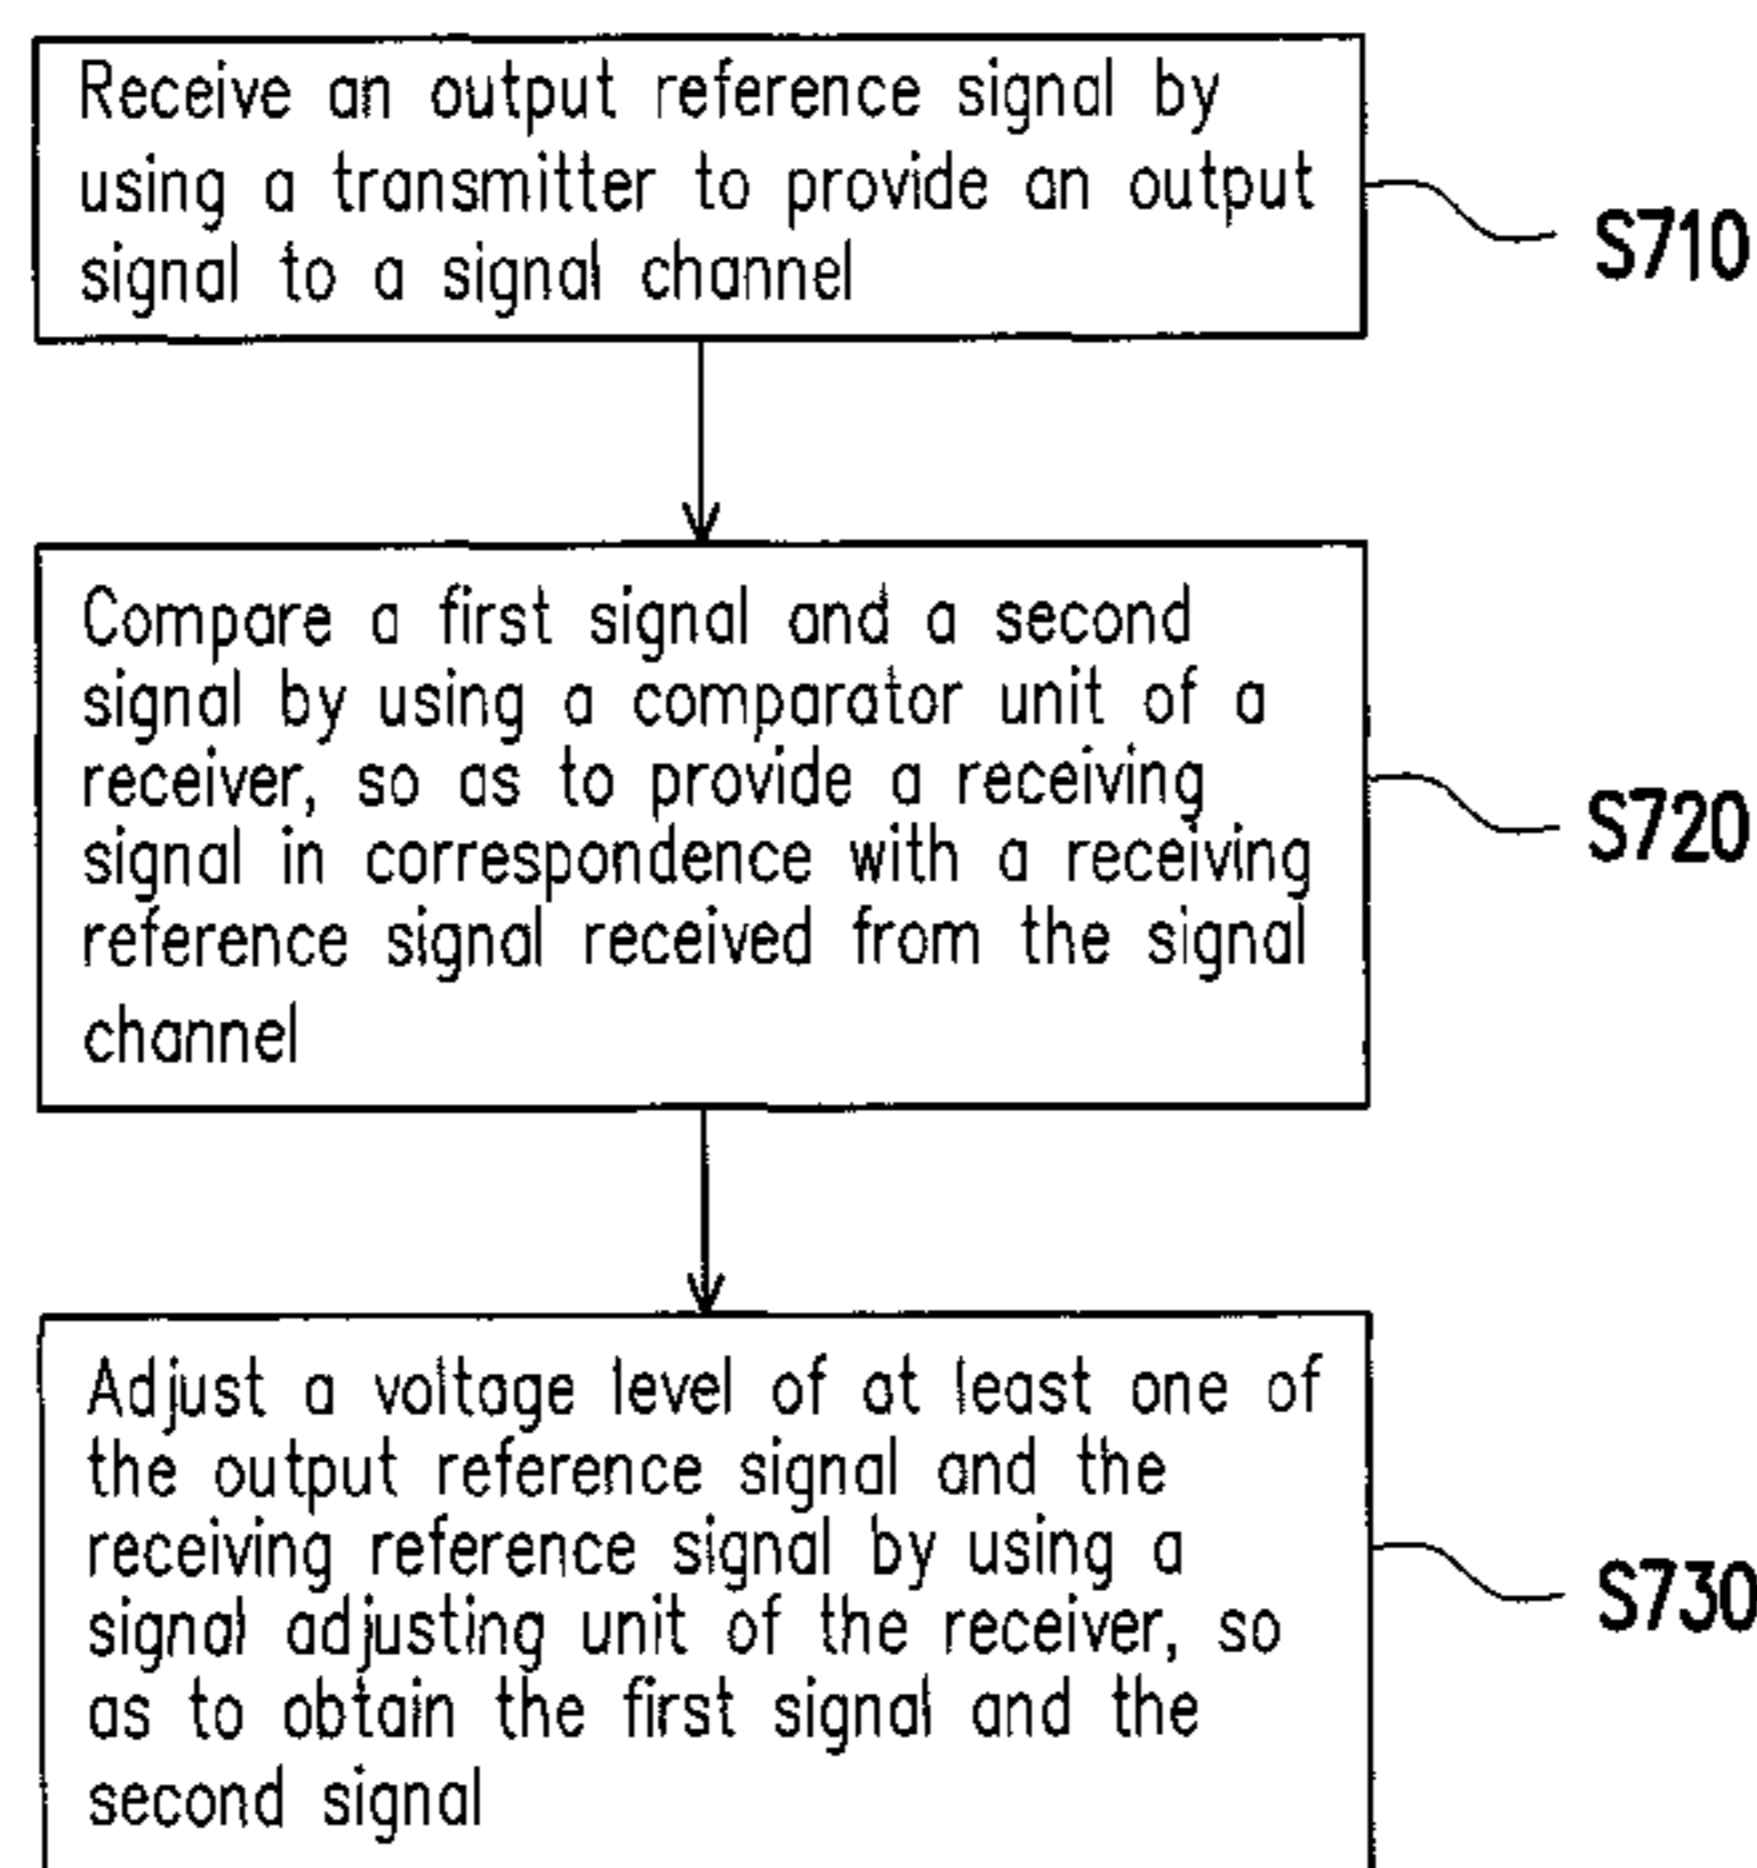 Receive an output reference signal by
using a transmitter to provide an output
signal to a signal channel
S710
Compare a first signal and a second
signal by using a comparator unit of a
receiver, so as to provide a receiving
signal in correspondence with a receiving
reference signal received from the signal
channel
S720
Adjust a voltage level of at least one of
the output reference signal and the
receiving reference signal by using a
signal adjusting unit of the receiver, so
as to obtain the first signal and the
second signal
S730